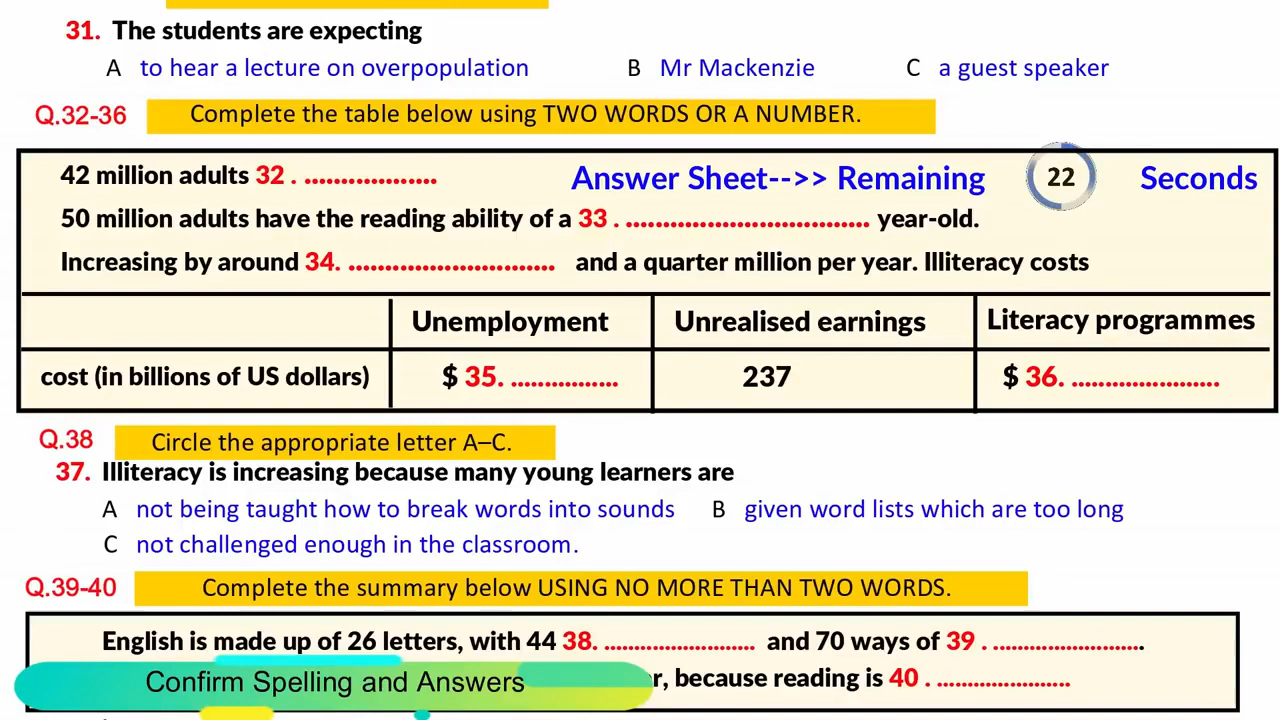 31. The students are expecting
A to hear a lecture on overpopulation B Mr Mackenzie C a guest speaker
Q.32-36 Complete the table below using TWO WORDS OR A NUMBER.
42 million adults 32 . .................. Answer Sheet-->> Remaining 22 Seconds
50 million adults have the reading ability of a 33 . .............................. year-old.
Increasing by around 34. ............................ and a quarter million per year. Illiteracy costs
Unemployment Unrealised earnings Literacy programmes
cost (in billions of US dollars) $ 35. ................ 237 $ 36. ......................
Q.38 Circle the appropriate letter A–C.
37. Illiteracy is increasing because many young learners are
A not being taught how to break words into sounds B given word lists which are too long
C not challenged enough in the classroom.
Q.39-40 Complete the summary below USING NO MORE THAN TWO WORDS.
English is made up of 26 letters, with 44 38. ....................... and 70 ways of 39 . ........................
Confirm Spelling and Answers r, because reading is 40 . .....................